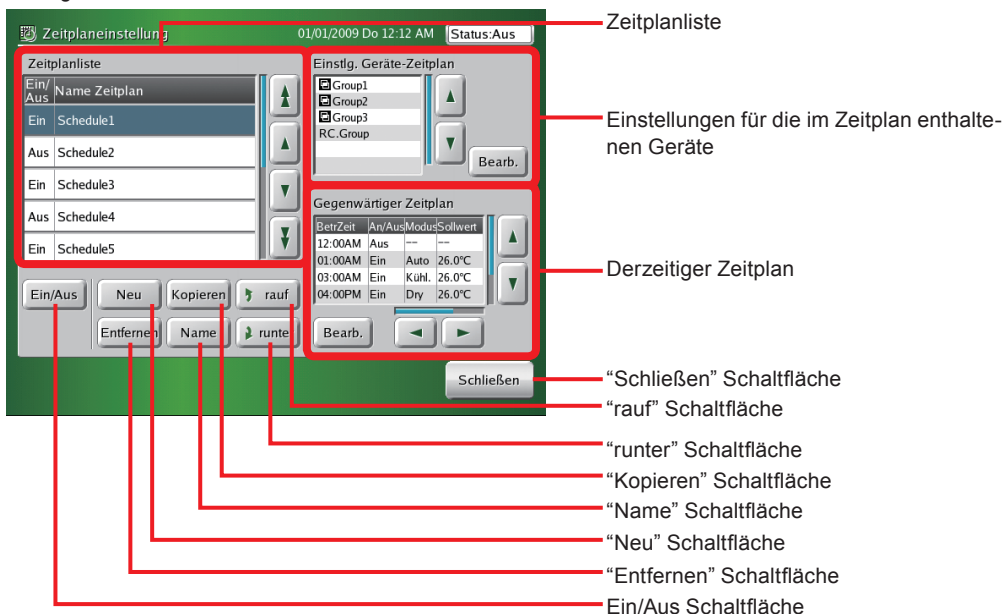 Zeitplaneinstellung 01/01/2009 Do 12:12 AM Status:Aus
Zeitplanliste
Ein/
Aus Name Zeitplan
Ein Schedule1
Aus Schedule2
Ein Schedule3
Aus Schedule4
Ein Schedule5
Einstlg. Geräte-Zeitplan
Group1
Group2
Group3
RC.Group
Bearb.
Gegenwärtiger Zeitplan
BetrZeit An/Aus Modus Sollwert
12:00AM Aus -- --
01:00AM Ein Auto 26.0°C
03:00AM Ein Kühl. 26.0°C
04:00PM Ein Dry 26.0°C
Bearb.
Ein/Aus Neu Kopieren rauf
Entfernen Name runter
Schließen
Zeitplanliste
Einstellungen für die im Zeitplan enthalte-
nen Geräte
Derzeitiger Zeitplan
“Schließen” Schaltfläche
“rauf” Schaltfläche
“runter” Schaltfläche
“Kopieren” Schaltfläche
“Name” Schaltfläche
“Neu” Schaltfläche
“Entfernen” Schaltfläche
Ein/Aus Schaltfläche